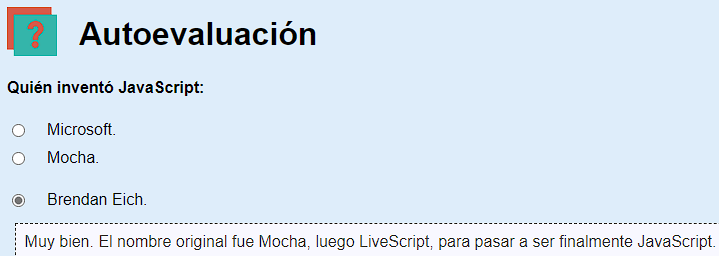 ?
Autoevaluación
Quién inventó JavaScript:
Microsoft.
Mocha.
Brendan Eich.
Muy bien. El nombre original fue Mocha, luego LiveScript, para pasar a ser finalmente JavaScript.